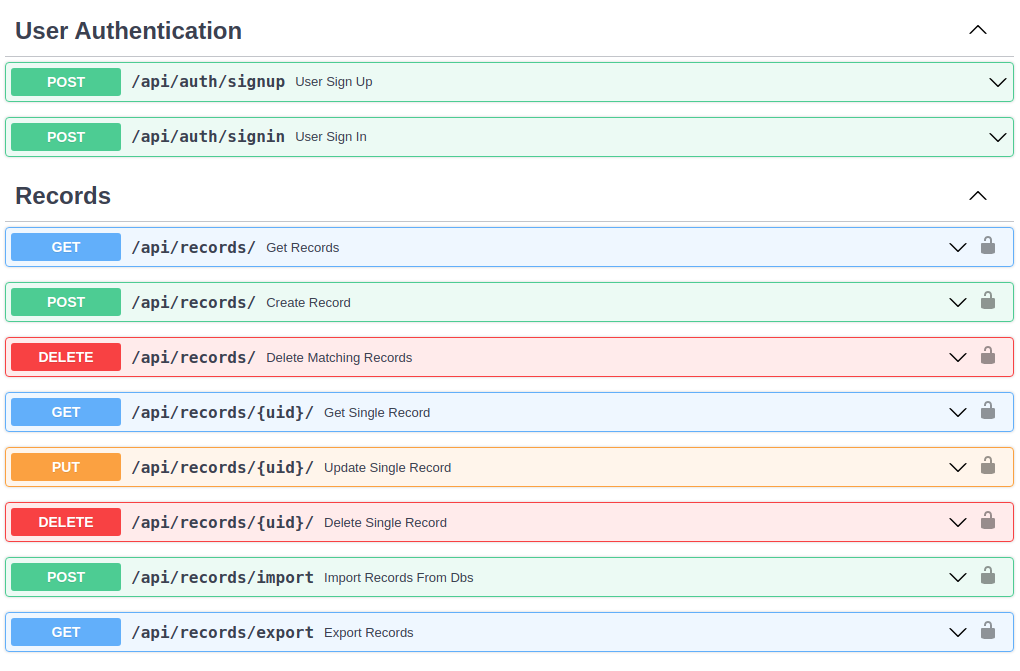 User Authentication
POST /api/auth/signup User Sign Up
POST /api/auth/signin User Sign In
Records
GET /api/records/ Get Records
POST /api/records/ Create Record
DELETE /api/records/ Delete Matching Records
GET /api/records/{uid}/ Get Single Record
PUT /api/records/{uid}/ Update Single Record
DELETE /api/records/{uid}/ Delete Single Record
POST /api/records/import Import Records From Dbs
GET /api/records/export Export Records